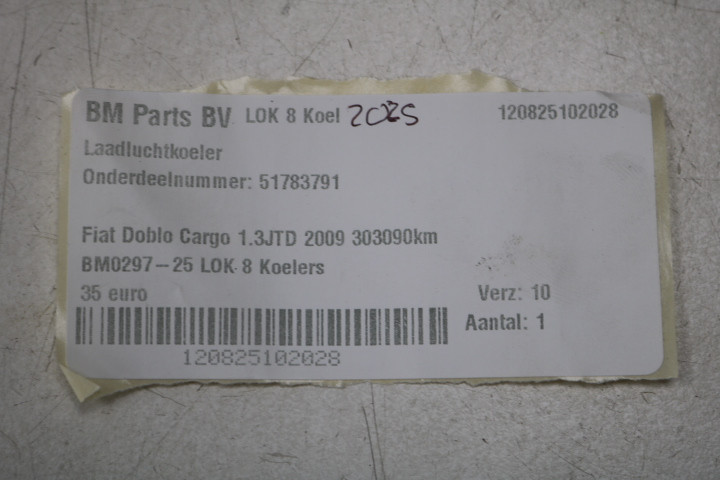 BM Parts BV LOK 8 Koel 2025 120825102028
Laadluchtkoeler
Onderdeelnummer: 51783791
Fiat Doblo Cargo 1.3JTD 2009 303090km
BM0297-25 LOK 8 Koelers
35 euro Verz: 10
Aantal: 1
120825102028